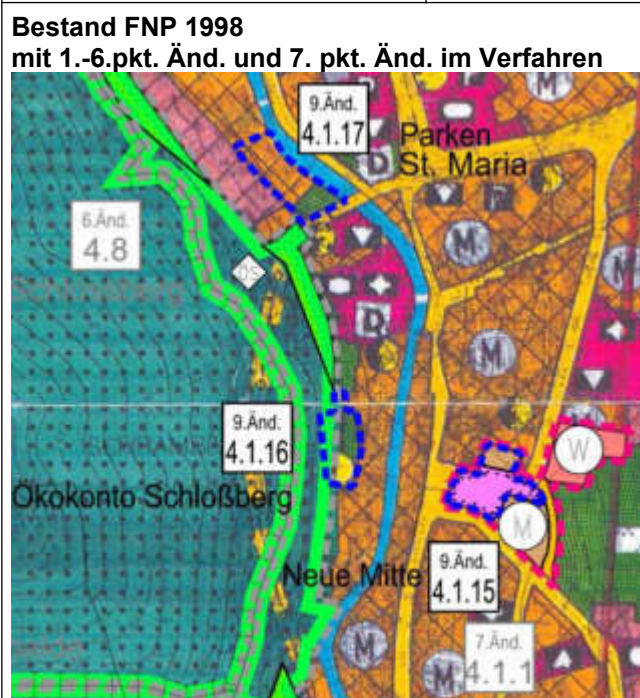 Bestand FNP 1998
mit 1.-6.pkt. Änd. und 7. pkt. Änd. im Verfahren
M
9.Änd.
4.1.17
Parken
St. Maria
D
6.Änd.
4.8
M
M
ÖS
D
M
9.Änd.
4.1.16
W
Ökokonto Schloßberg
M
Neue Mitte
9.Änd.
4.1.15
7.Änd.
4.1.1
M
M